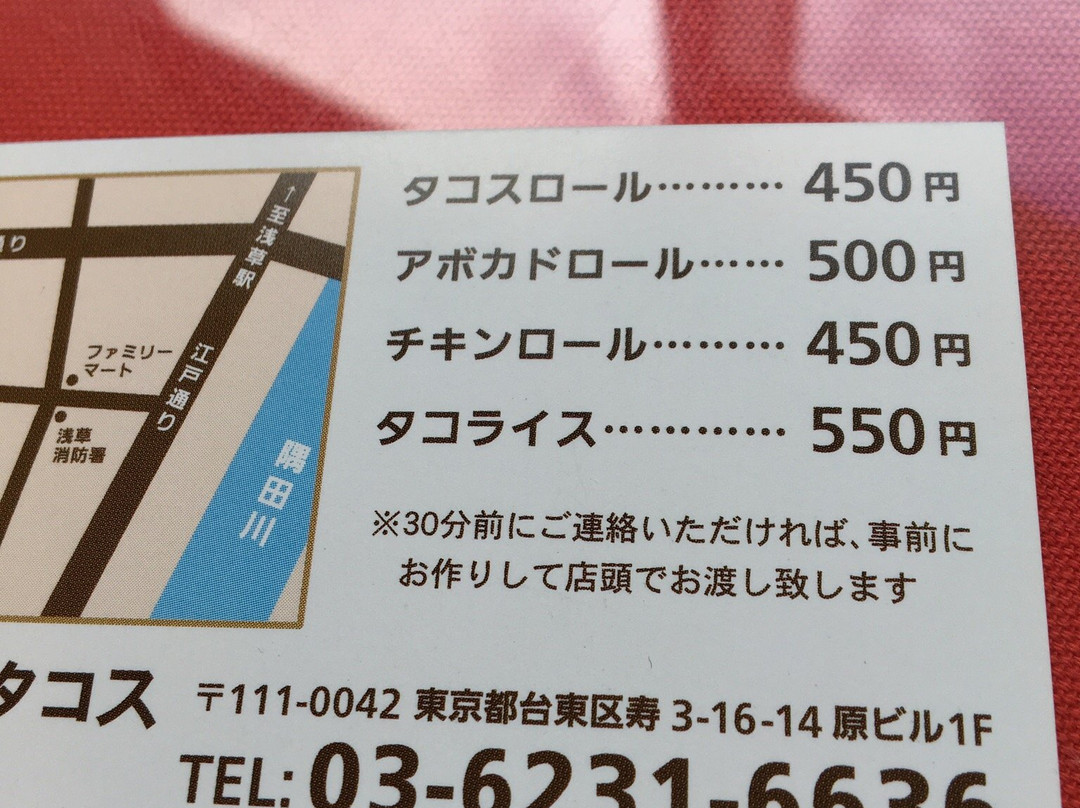 タコスロール………… 450円
アボカドロール……… 500円
チキンロール………… 450円
タコライス…………… 550円
※30分前にご連絡いただければ、事前に
お作りして店頭でお渡し致します
↑至浅草駅
江戸通り
通り
ファミリー
マート
浅草
消防署
隅田川
タコス
〒111-0042 東京都台東区寿 3-16-14 原ビル1F
TEL: 03-6231-6636